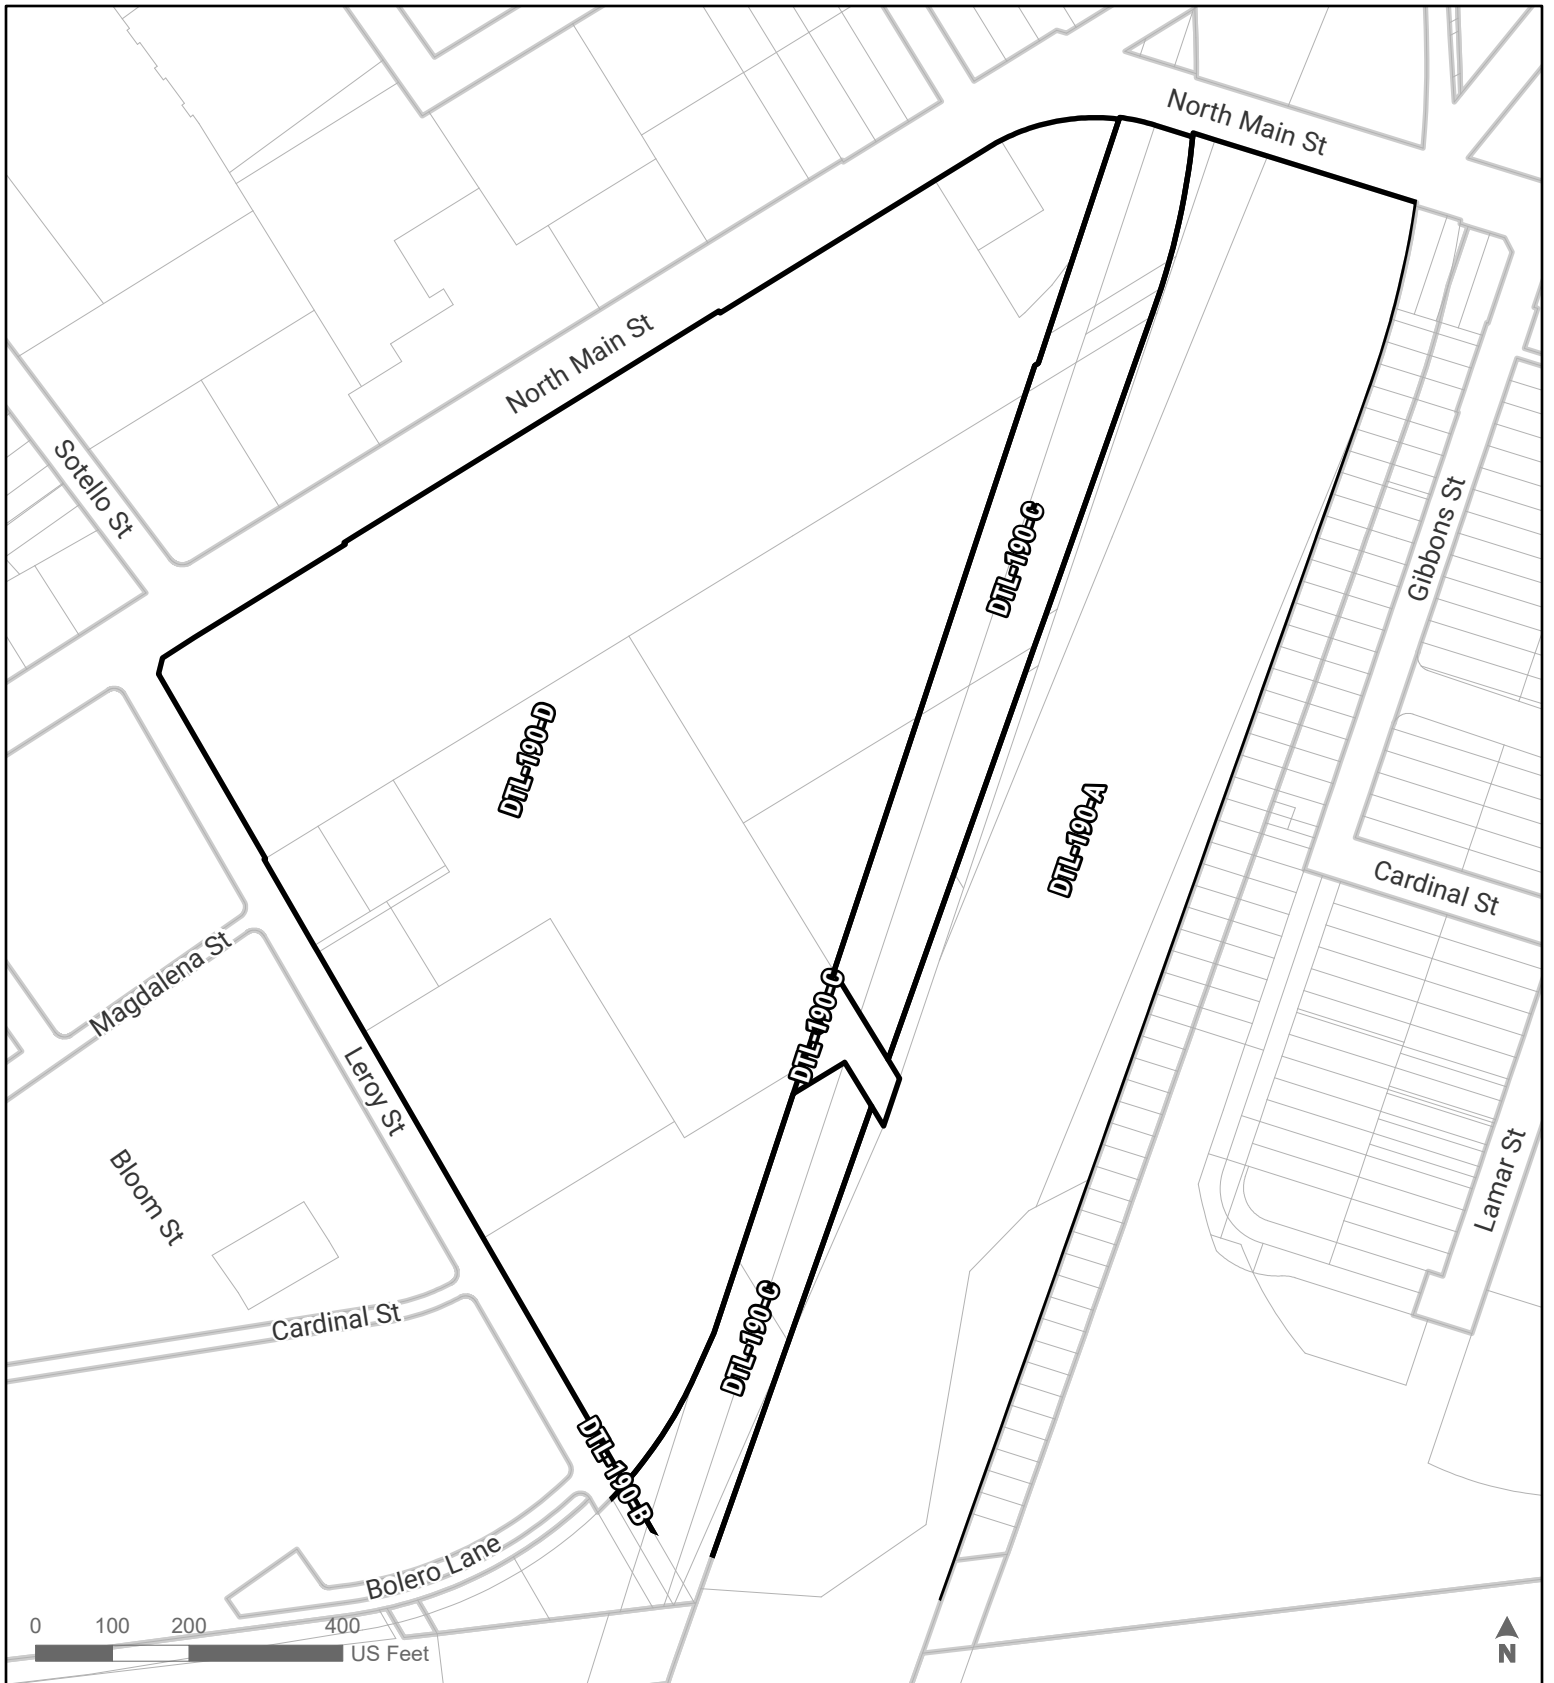 North Main St
North Main St
Sotello St
Gibbons St
DTL-190-C
DTL-190-D
DTL-190-A
Cardinal St
Magdalena St
DTL-190-C
Leroy St
Bloom St
Lamar St
Cardinal St
DTL-190-C
DTL-190-B
Bolero Lane
0 100 200 400
US Feet
N